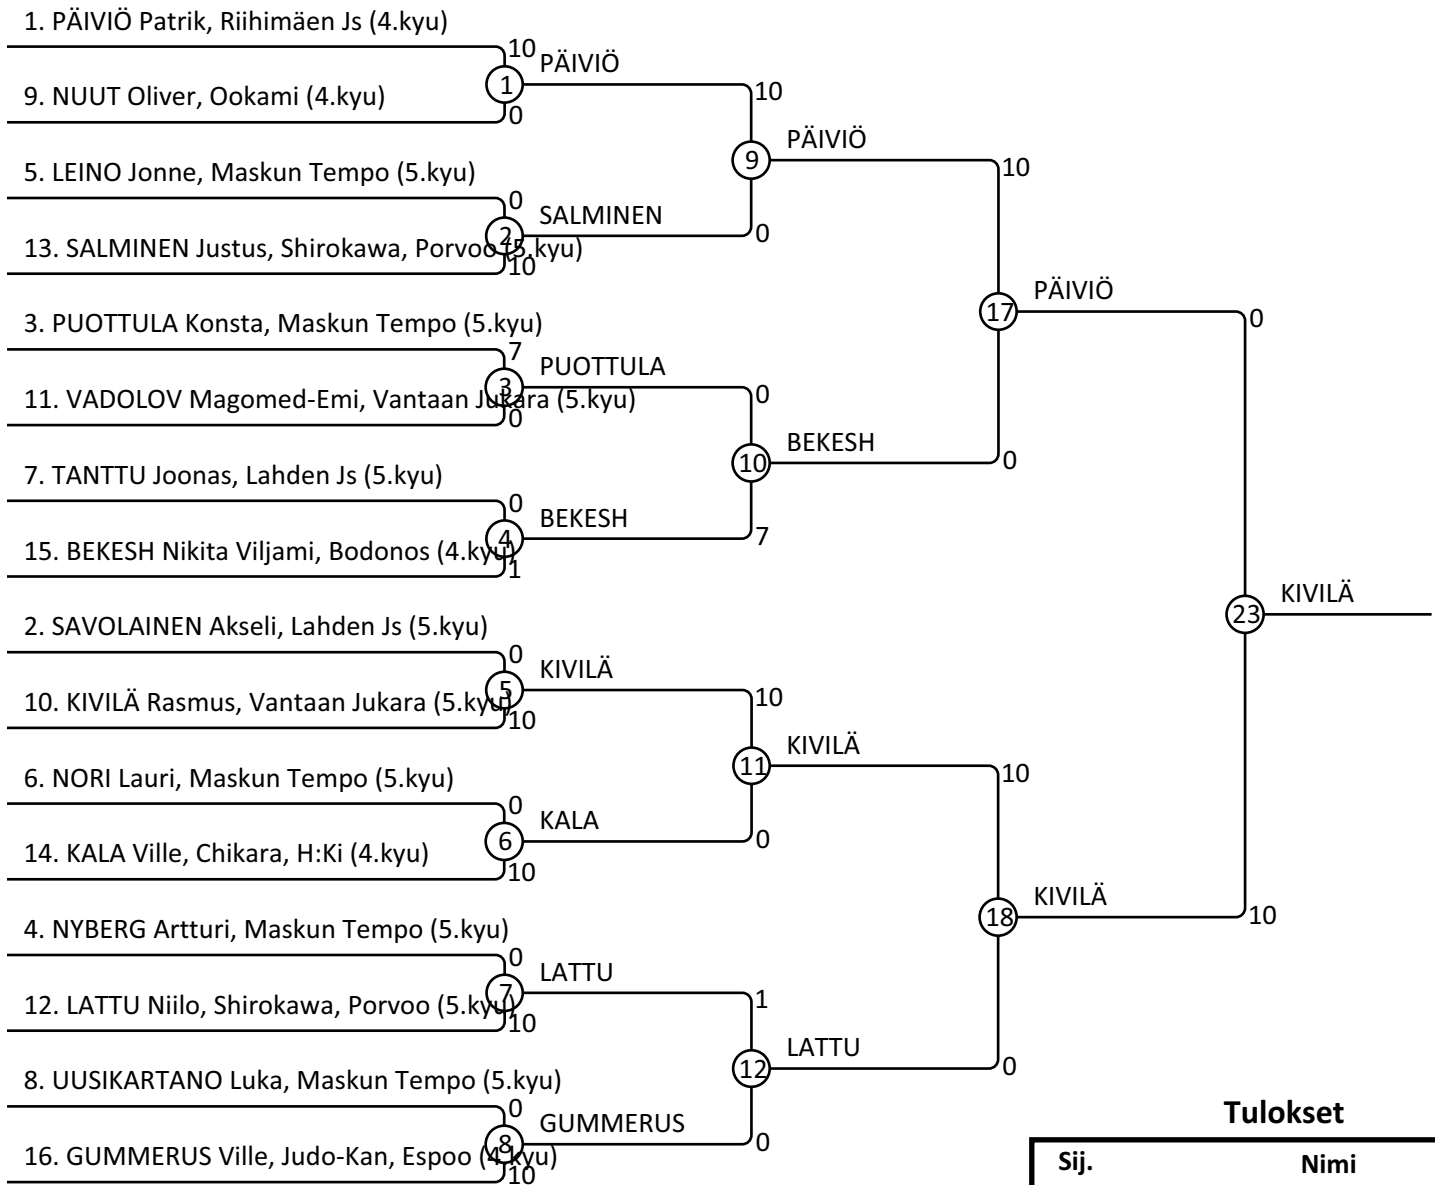 1. PÄIVIÖ Patrik, Riihimäen Js (4.kyu)
10
PÄIVIÖ
1
10
9. NUUT Oliver, Ookami (4.kyu)
0
PÄIVIÖ
9
10
5. LEINO Jonne, Maskun Tempo (5.kyu)
0
SALMINEN
2
0
13. SALMINEN Justus, Shirokawa, Porvoo (5.kyu)
10
PÄIVIÖ
17
0
3. PUOTTULA Konsta, Maskun Tempo (5.kyu)
7
PUOTTULA
3
0
11. VADOLOV Magomed-Emi, Vantaan Jukara (5.kyu)
0
BEKESH
10
0
7. TANTTU Joonas, Lahden Js (5.kyu)
0
BEKESH
4
7
15. BEKESH Nikita Viljami, Bodonos (4.kyu)
1
KIVILÄ
23
2. SAVOLAINEN Akseli, Lahden Js (5.kyu)
0
KIVILÄ
5
10
10. KIVILÄ Rasmus, Vantaan Jukara (5.kyu)
10
KIVILÄ
11
10
6. NORI Lauri, Maskun Tempo (5.kyu)
0
KALA
6
0
14. KALA Ville, Chikara, H:Ki (4.kyu)
10
KIVILÄ
18
10
4. NYBERG Artturi, Maskun Tempo (5.kyu)
0
LATTU
7
1
12. LATTU Niilo, Shirokawa, Porvoo (5.kyu)
10
LATTU
12
0
8. UUSIKARTANO Luka, Maskun Tempo (5.kyu)
0
GUMMERUS
8
0
16. GUMMERUS Ville, Judo-Kan, Espoo (4.kyu)
10
Tulokset
Sij. Nimi